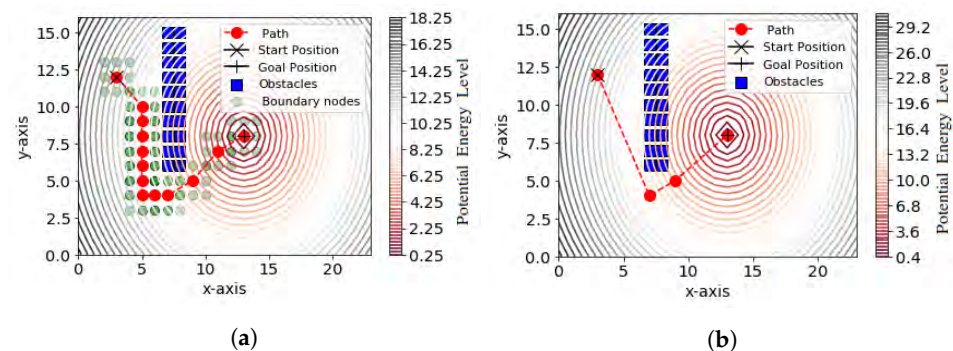 15.0
12.5
10.0
7.5
5.0
2.5
0.0
y-axis
0
5
10
15
20
x-axis
Path
Start Position
Goal Position
Obstacles
Boundary nodes
18.25
16.25
14.25
12.25
10.25
8.25
6.25
4.25
2.25
0.25
Potential Energy Level
(a)
15.0
12.5
10.0
7.5
5.0
2.5
0.0
y-axis
0
5
10
15
20
x-axis
Path
Start Position
Goal Position
Obstacles
29.2
26.0
22.8
19.6
16.4
13.2
10.0
6.8
3.6
0.4
Potential Energy Level
(b)